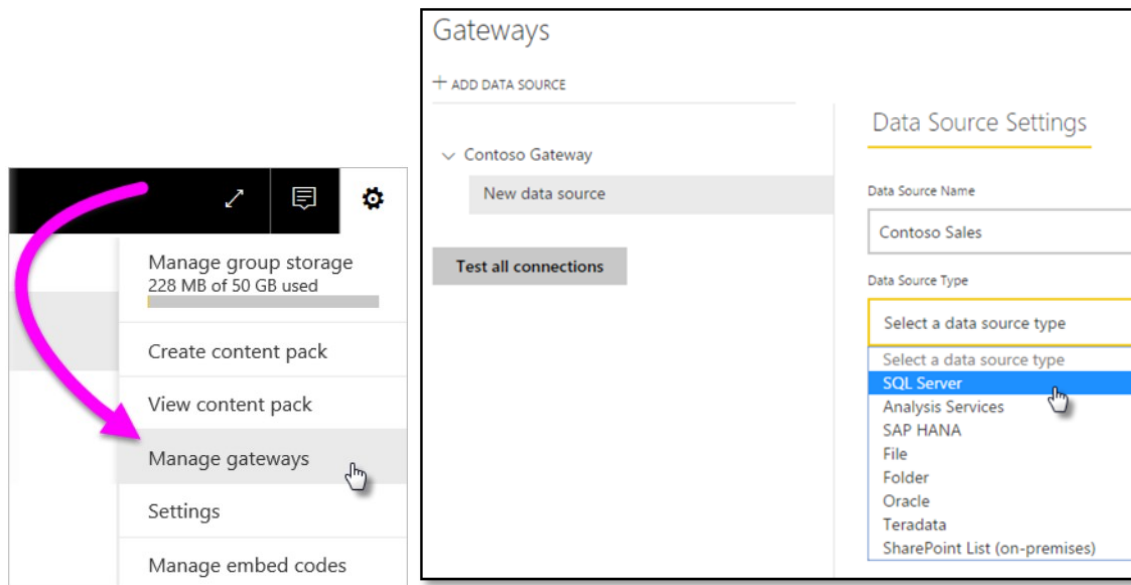 Manage group storage
228 MB of 50 GB used
Create content pack
View content pack
Manage gateways
Settings
Manage embed codes
Gateways
+ ADD DATA SOURCE
Contoso Gateway
New data source
Test all connections
Data Source Settings
Data Source Name
Contoso Sales
Data Source Type
Select a data source type
Select a data source type
SQL Server
Analysis Services
SAP HANA
File
Folder
Oracle
Teradata
SharePoint List (on-premises)